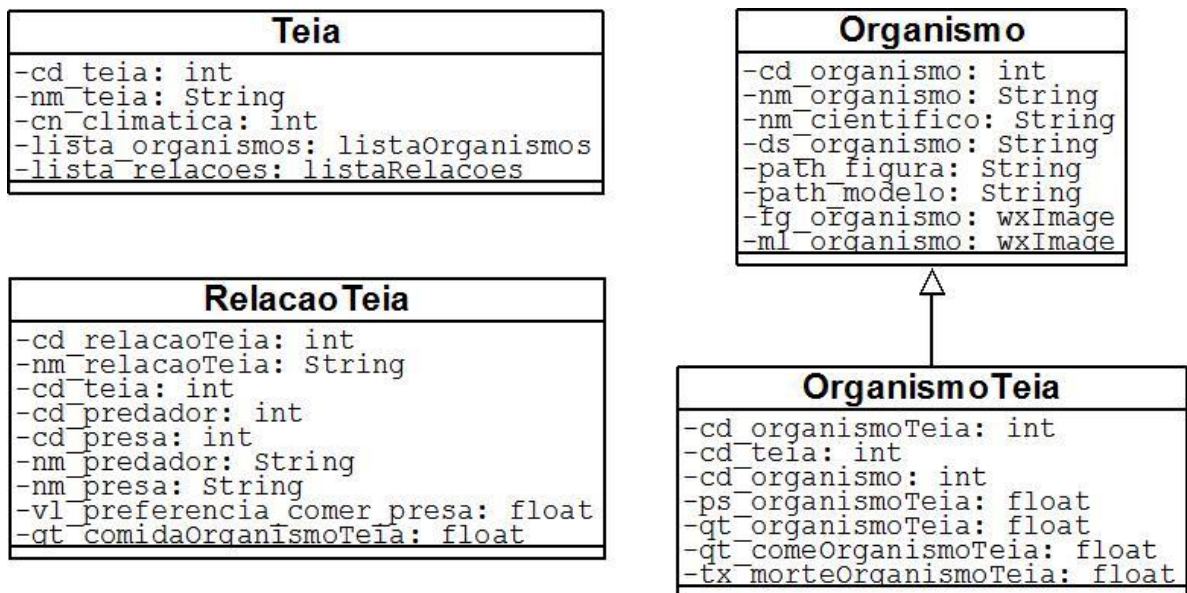 Teia
-cd_teia: int
-nm_teia: String
-cn_climatica: int
-lista_organismos: listaOrganismos
-lista_relacoes: listaRelacoes
Organismo
-cd_organismo: int
-nm_organismo: String
-nm_cientifico: String
-ds_organismo: String
-path_figura: String
-path_modelo: String
-fg_organismo: wxImage
-ml_organismo: wxImage
RelacaoTeia
-cd_relacaoTeia: int
-nm_relacaoTeia: String
-cd_teia: int
-cd_predador: int
-cd_presa: int
-nm_predador: String
-nm_presa: String
-vl_preferencia_comer_presa: float
-qt_comidaOrganismoTeia: float
OrganismoTeia
-cd_organismoTeia: int
-cd_teia: int
-cd_organismo: int
-ps_organismoTeia: float
-qt_organismoTeia: float
-qt_comeOrganismoTeia: float
-tx_morteOrganismoTeia: float